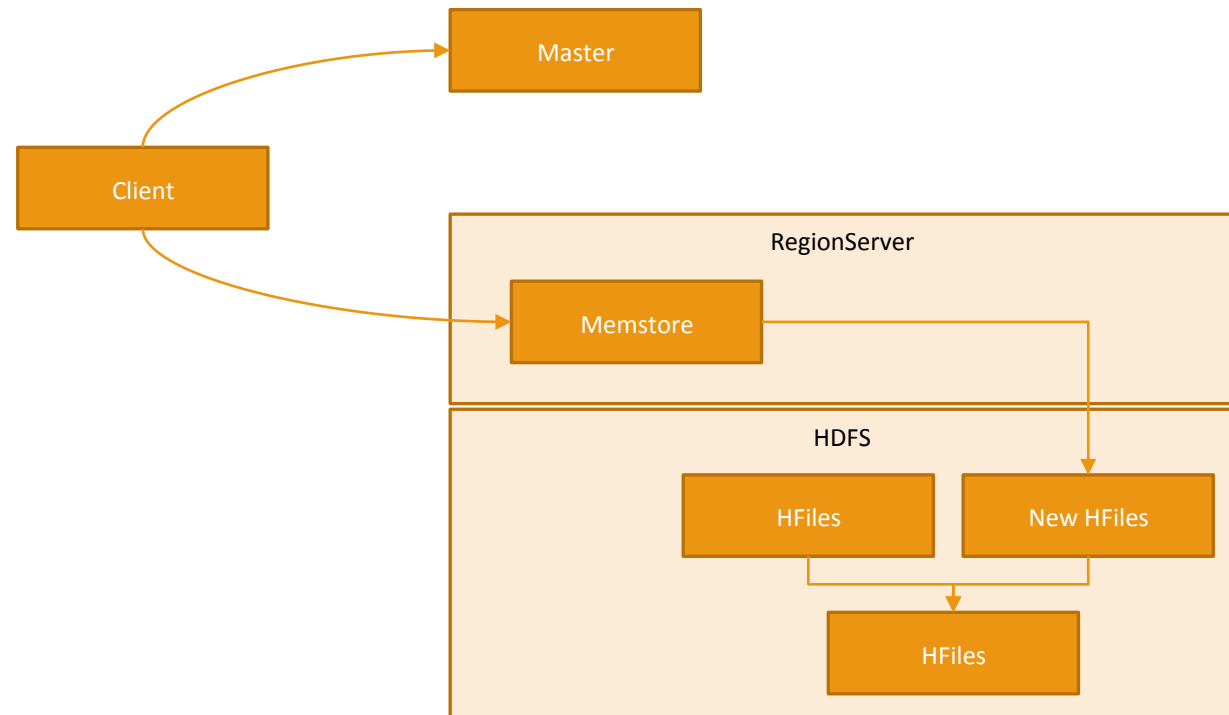 Master
Client
RegionServer
Memstore
HDFS
HFiles
New HFiles
HFiles